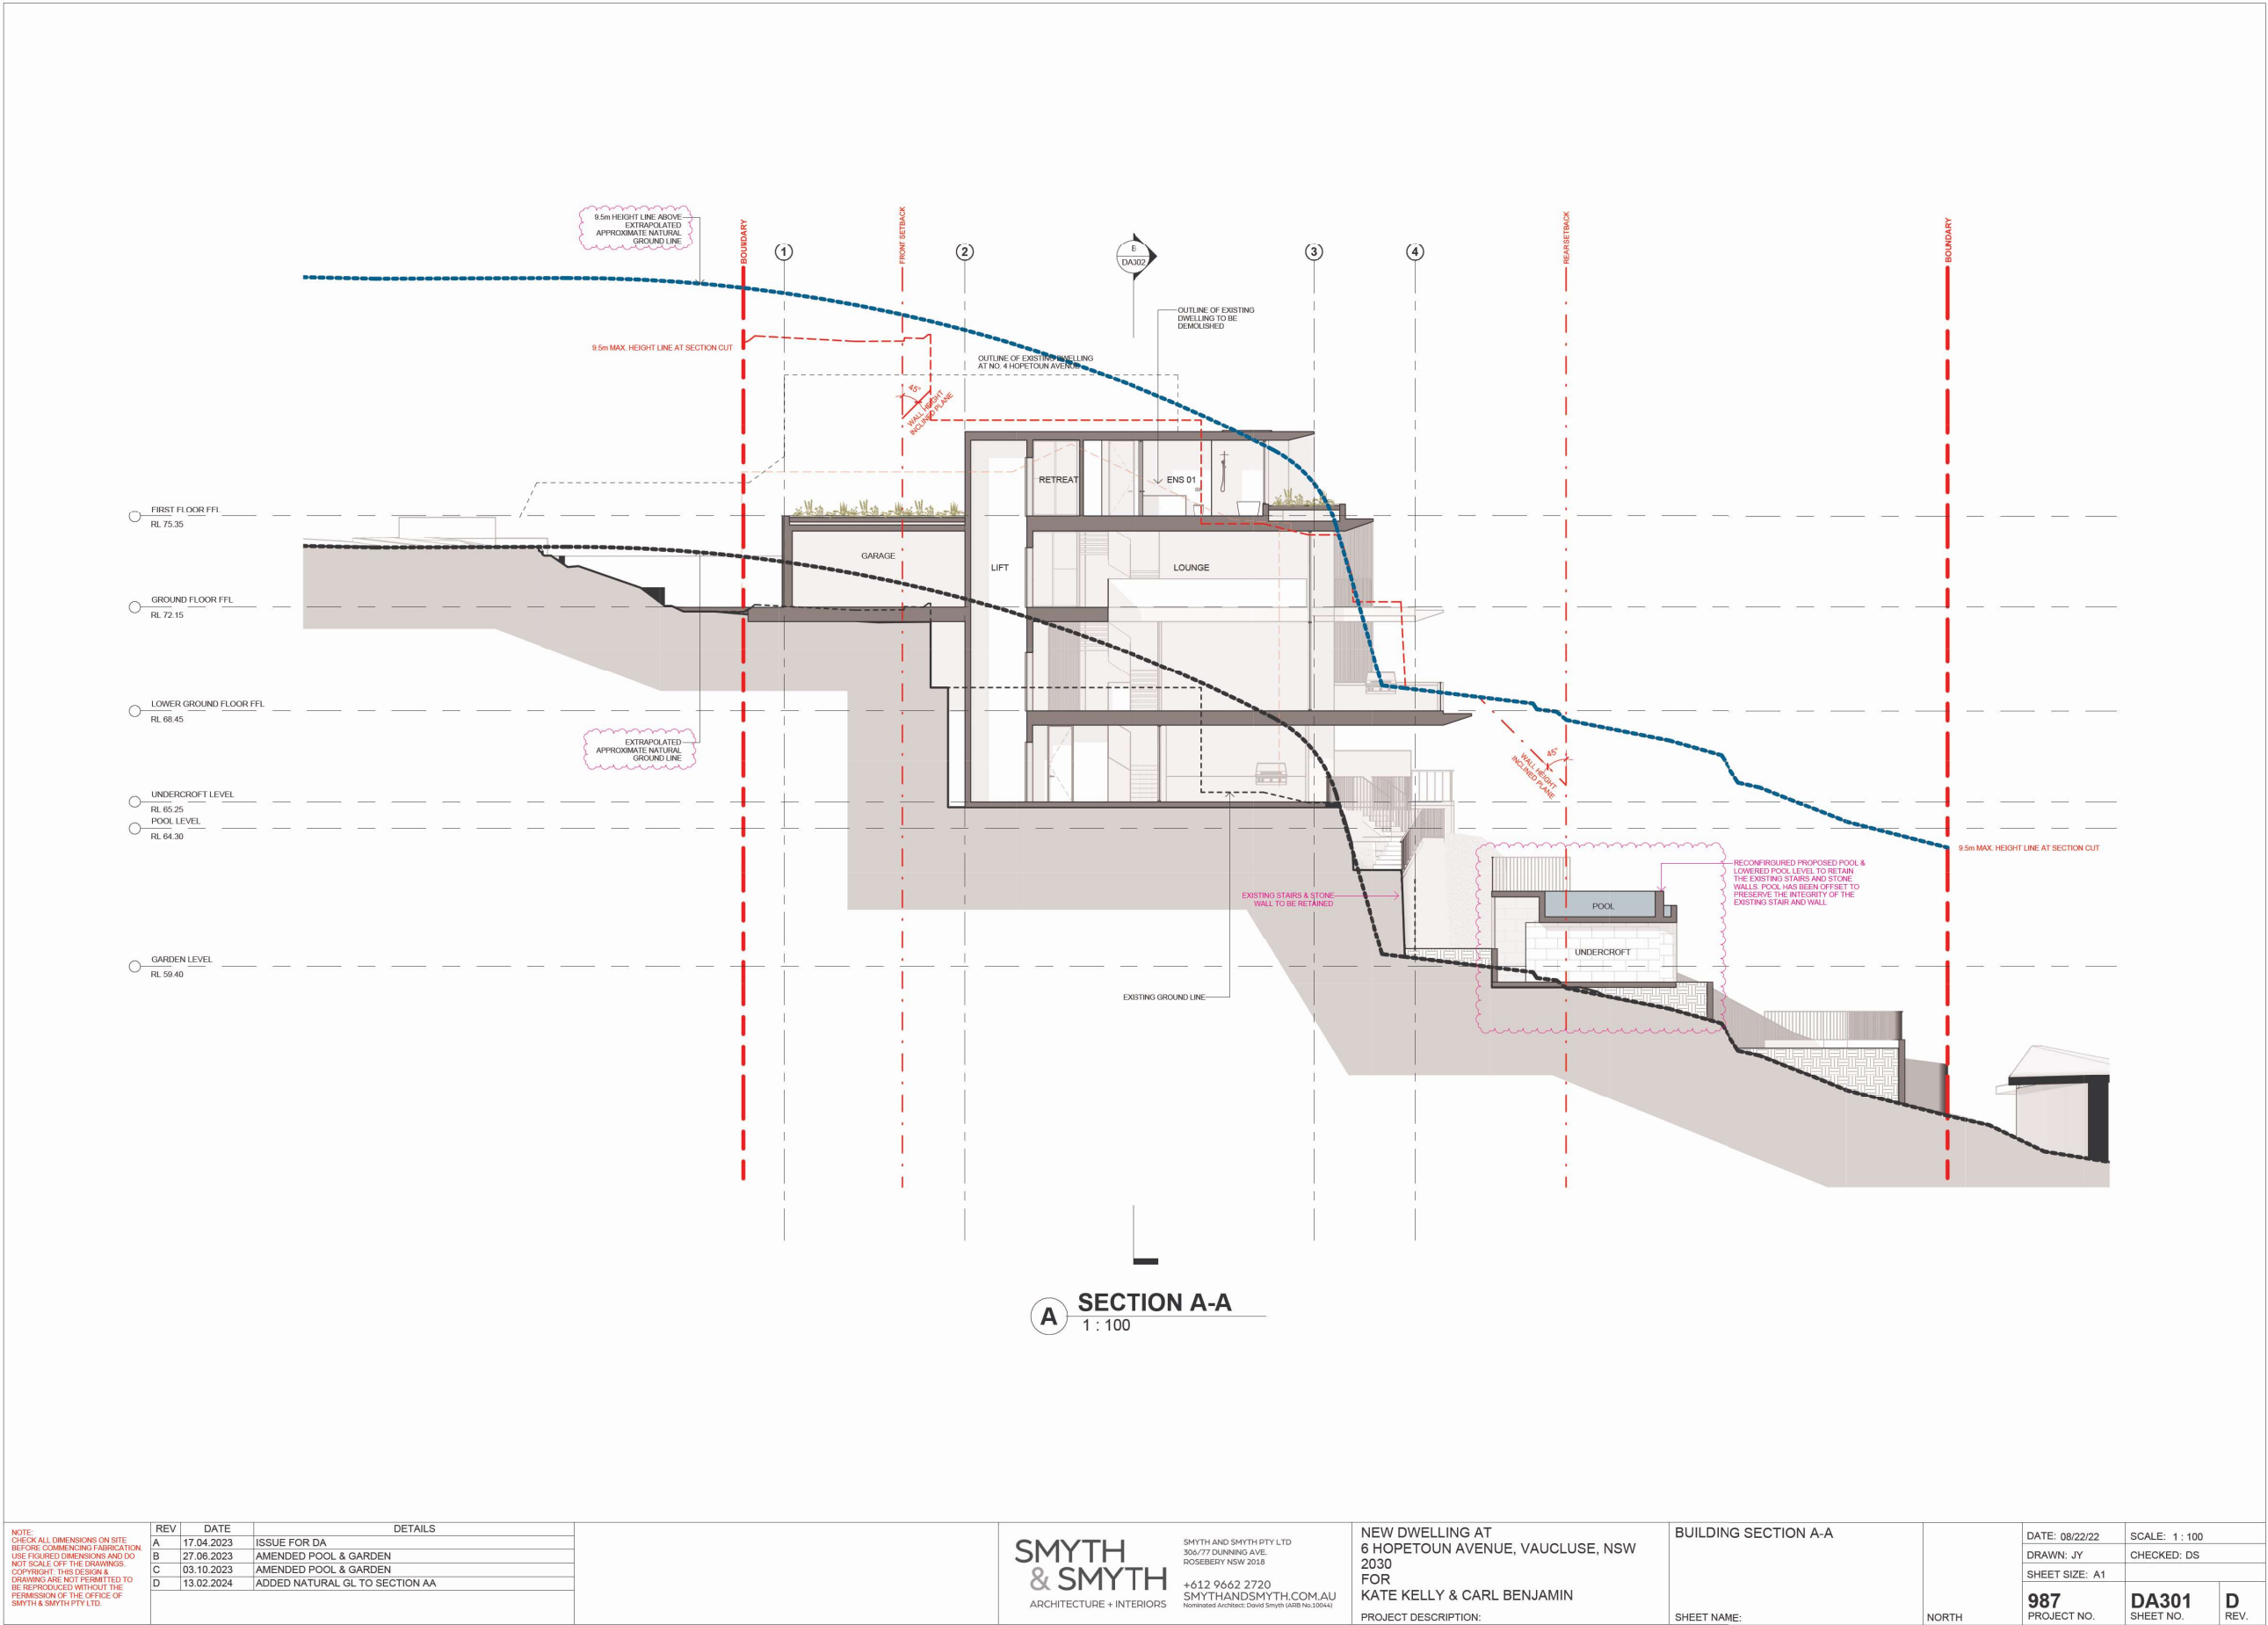 9.5m HEIGHT LINE ABOVE
EXTRAPOLATED
APPROXIMATE NATURAL
GROUND LINE
BOUNDARY
1
FRONT SETBACK
2
B
DA302
3
4
REAR SETBACK
BOUNDARY
OUTLINE OF EXISTING
DWELLING TO BE
DEMOLISHED
9.5m MAX. HEIGHT LINE AT SECTION CUT
OUTLINE OF EXISTING DWELLING
AT NO. 4 HOPETOUN AVENUE
45°
WALL HEIGHT
INCLINED PLANE
RETREAT
ENS 01
FIRST FLOOR FFL
RL 75.35
GARAGE
LIFT
LOUNGE
GROUND FLOOR FFL
RL 72.15
LOWER GROUND FLOOR FFL
RL 68.45
EXTRAPOLATED
APPROXIMATE NATURAL
GROUND LINE
45°
WALL HEIGHT
INCLINED PLANE
UNDERCROFT LEVEL
RL 65.25
POOL LEVEL
RL 64.30
9.5m MAX. HEIGHT LINE AT SECTION CUT
RECONFIRGURED PROPOSED POOL &
LOWERED POOL LEVEL TO RETAIN
THE EXISTING STAIRS AND STONE
WALLS. POOL HAS BEEN OFFSET TO
PRESERVE THE INTEGRITY OF THE
EXISTING STAIR AND WALL
EXISTING STAIRS & STONE
WALL TO BE RETAINED
POOL
UNDERCROFT
GARDEN LEVEL
RL 59.40
EXISTING GROUND LINE
A
SECTION A-A
1 : 100
NOTE:
CHECK ALL DIMENSIONS ON SITE
BEFORE COMMENCING FABRICATION.
USE FIGURED DIMENSIONS AND DO
NOT SCALE OFF THE DRAWINGS.
COPYRIGHT: THIS DESIGN &
DRAWING ARE NOT PERMITTED TO
BE REPRODUCED WITHOUT THE
PERMISSION OF THE OFFICE OF
SMYTH & SMYTH PTY LTD.
REV DATE DETAILS
A 17.04.2023 ISSUE FOR DA
B 27.06.2023 AMENDED POOL & GARDEN
C 03.10.2023 AMENDED POOL & GARDEN
D 13.02.2024 ADDED NATURAL GL TO SECTION AA
SMYTH
& SMYTH
ARCHITECTURE + INTERIORS
SMYTH AND SMYTH PTY LTD
306/77 DUNNING AVE.
ROSEBERY NSW 2018
+612 9662 2720
SMYTHANDSMYTH.COM.AU
Nominated Architect: David Smyth (ARB No.10044)
NEW DWELLING AT
6 HOPETOUN AVENUE, VAUCLUSE, NSW
2030
FOR
KATE KELLY & CARL BENJAMIN
PROJECT DESCRIPTION:
BUILDING SECTION A-A
SHEET NAME:
NORTH
DATE: 08/22/22
SCALE: 1 : 100
DRAWN: JY
CHECKED: DS
SHEET SIZE: A1
987
PROJECT NO.
DA301
SHEET NO.
D
REV.